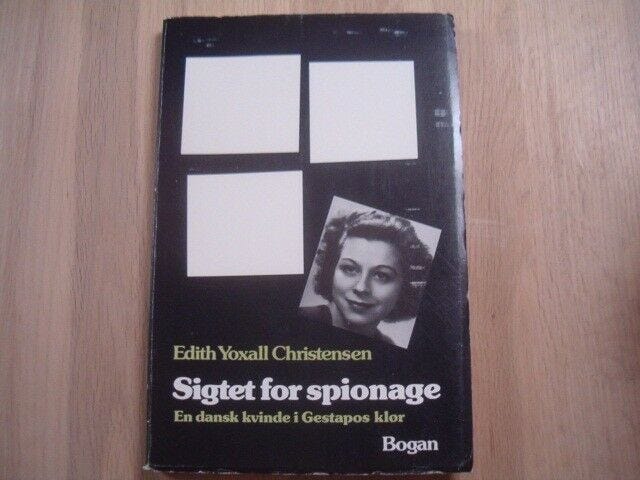 Edith Yoxall Christensen
Sigtet for spionage
En dansk kvinde i Gestapos klør
Bogan